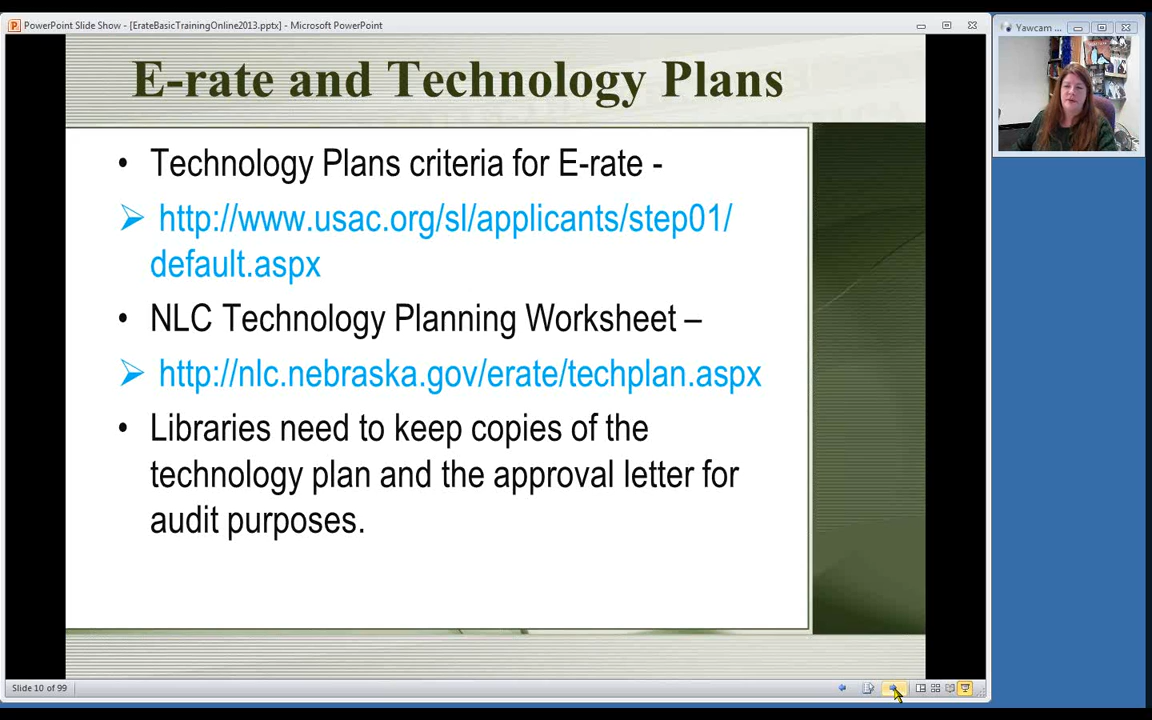 PowerPoint Slide Show - [ErateBasicTrainingOnline2013.pptx] - Microsoft PowerPoint
Yawcam ...
E-rate and Technology Plans
• Technology Plans criteria for E-rate -
➢ http://www.usac.org/sl/applicants/step01/
default.aspx
• NLC Technology Planning Worksheet –
➢ http://nlc.nebraska.gov/erate/techplan.aspx
• Libraries need to keep copies of the
technology plan and the approval letter for
audit purposes.
Slide 10 of 99